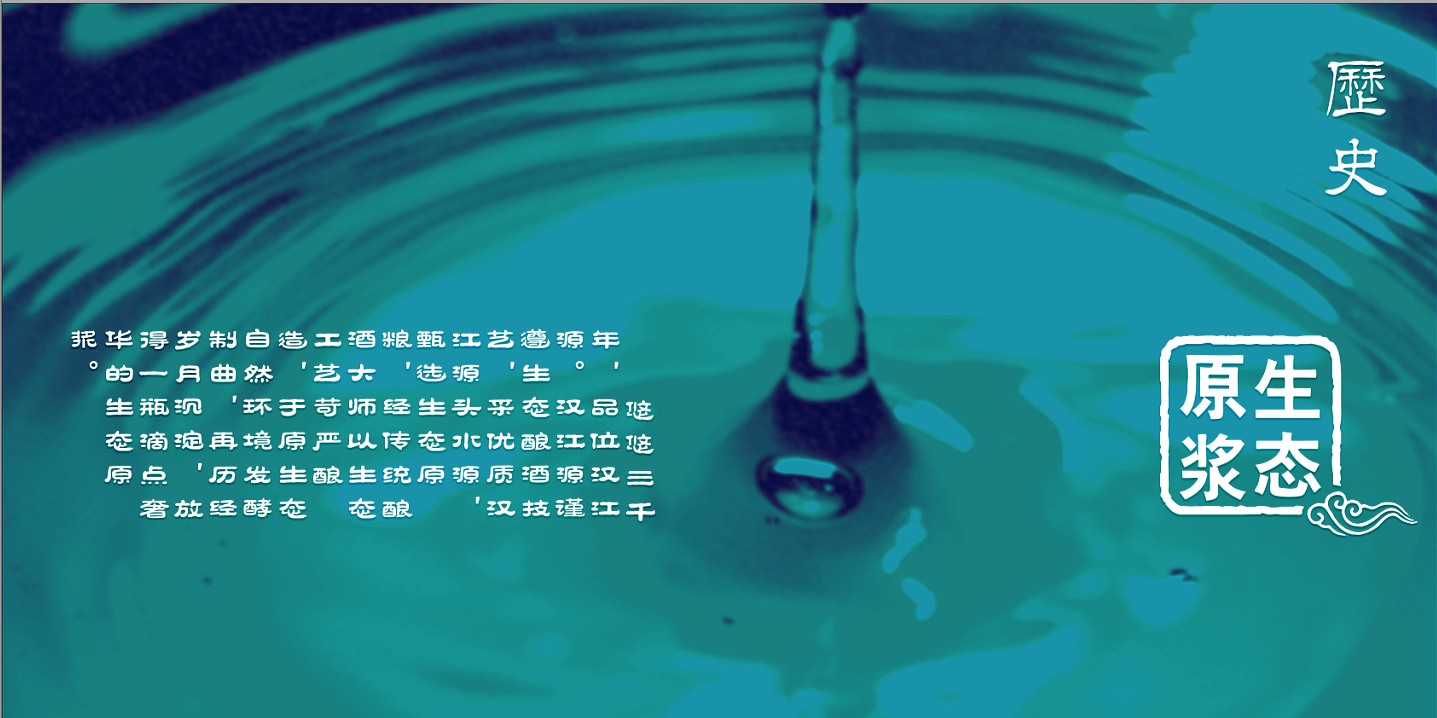 歷史
原生
浆态
悠悠三千
年，品位汉江
源。汉江源谨
遵生态酿酒技
艺，采优质汉
江源头水源，
甄选生态原
粮，经传统酿
酒大师以生态
工艺苛严酿
造，于原生态
自然环境发酵
制曲，再历经
岁月沉淀，放
得一瓶滴点奢
华的生态原
浆。